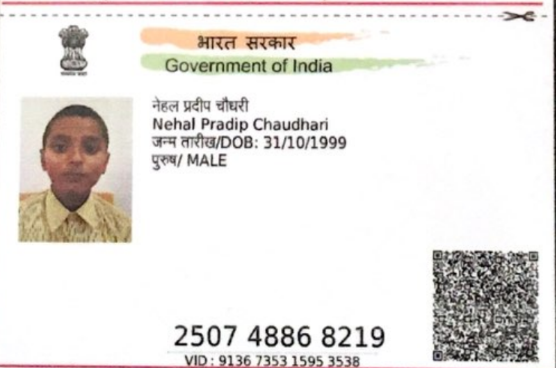 भारत सरकार
Government of India
नेहल प्रदीप चौधरी
Nehal Pradip Chaudhari
जन्म तारीख/DOB: 31/10/1999
पुरुष/ MALE
2507 4886 8219
VID : 9136 7353 1595 3538